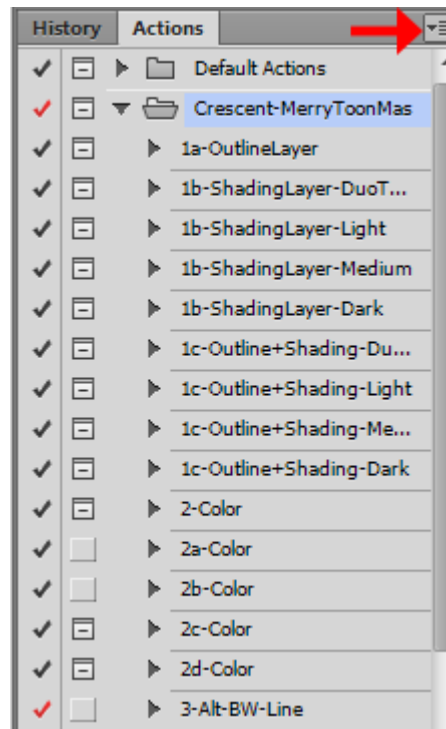 History Actions
Default Actions
Crescent-MerryToonMas
1a-OutlineLayer
1b-ShadingLayer-DuoT...
1b-ShadingLayer-Light
1b-ShadingLayer-Medium
1b-ShadingLayer-Dark
1c-Outline+Shading-Du...
1c-Outline+Shading-Light
1c-Outline+Shading-Me...
1c-Outline+Shading-Dark
2-Color
2a-Color
2b-Color
2c-Color
2d-Color
3-Alt-BW-Line